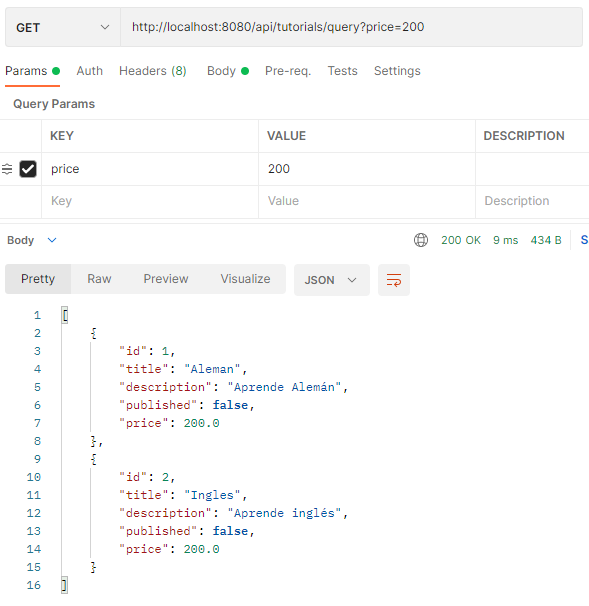 GET http://localhost:8080/api/tutorials/query?price=200
Params Auth Headers (8) Body Pre-req. Tests Settings
Query Params
KEY VALUE DESCRIPTION
price 200
Key Value Description
Body 200 OK 9 ms 434 B S
Pretty Raw Preview Visualize JSON
1 [
2 {
3 "id": 1,
4 "title": "Aleman",
5 "description": "Aprende Alemán",
6 "published": false,
7 "price": 200.0
8 },
9 {
10 "id": 2,
11 "title": "Ingles",
12 "description": "Aprende inglés",
13 "published": false,
14 "price": 200.0
15 }
16 ]